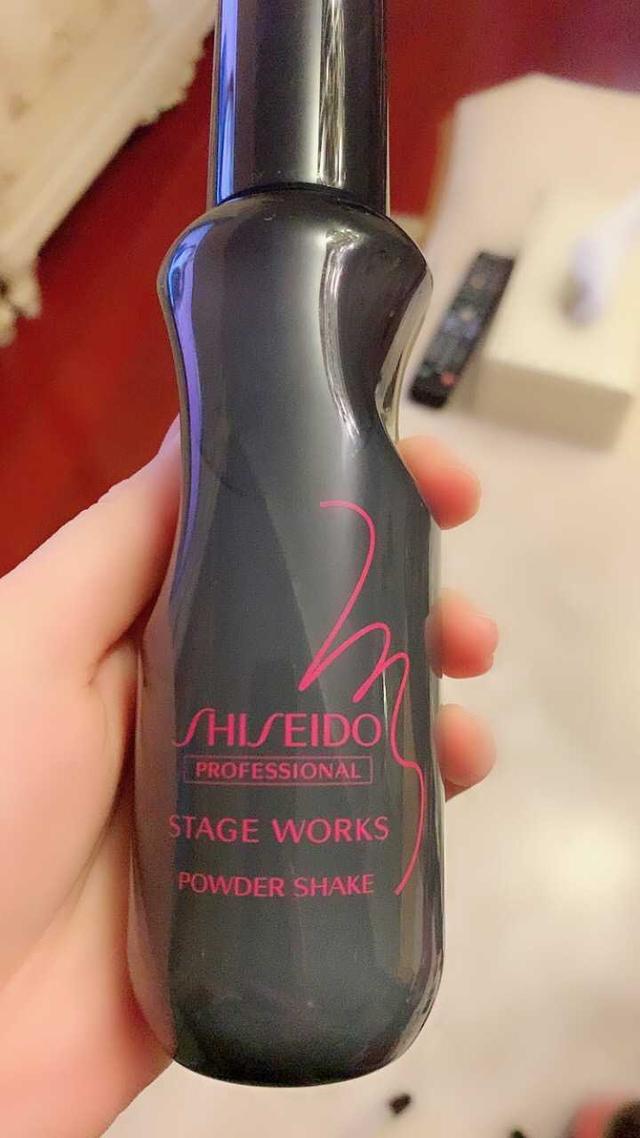 SHISEIDO
PROFESSIONAL
STAGE WORKS
POWDER SHAKE